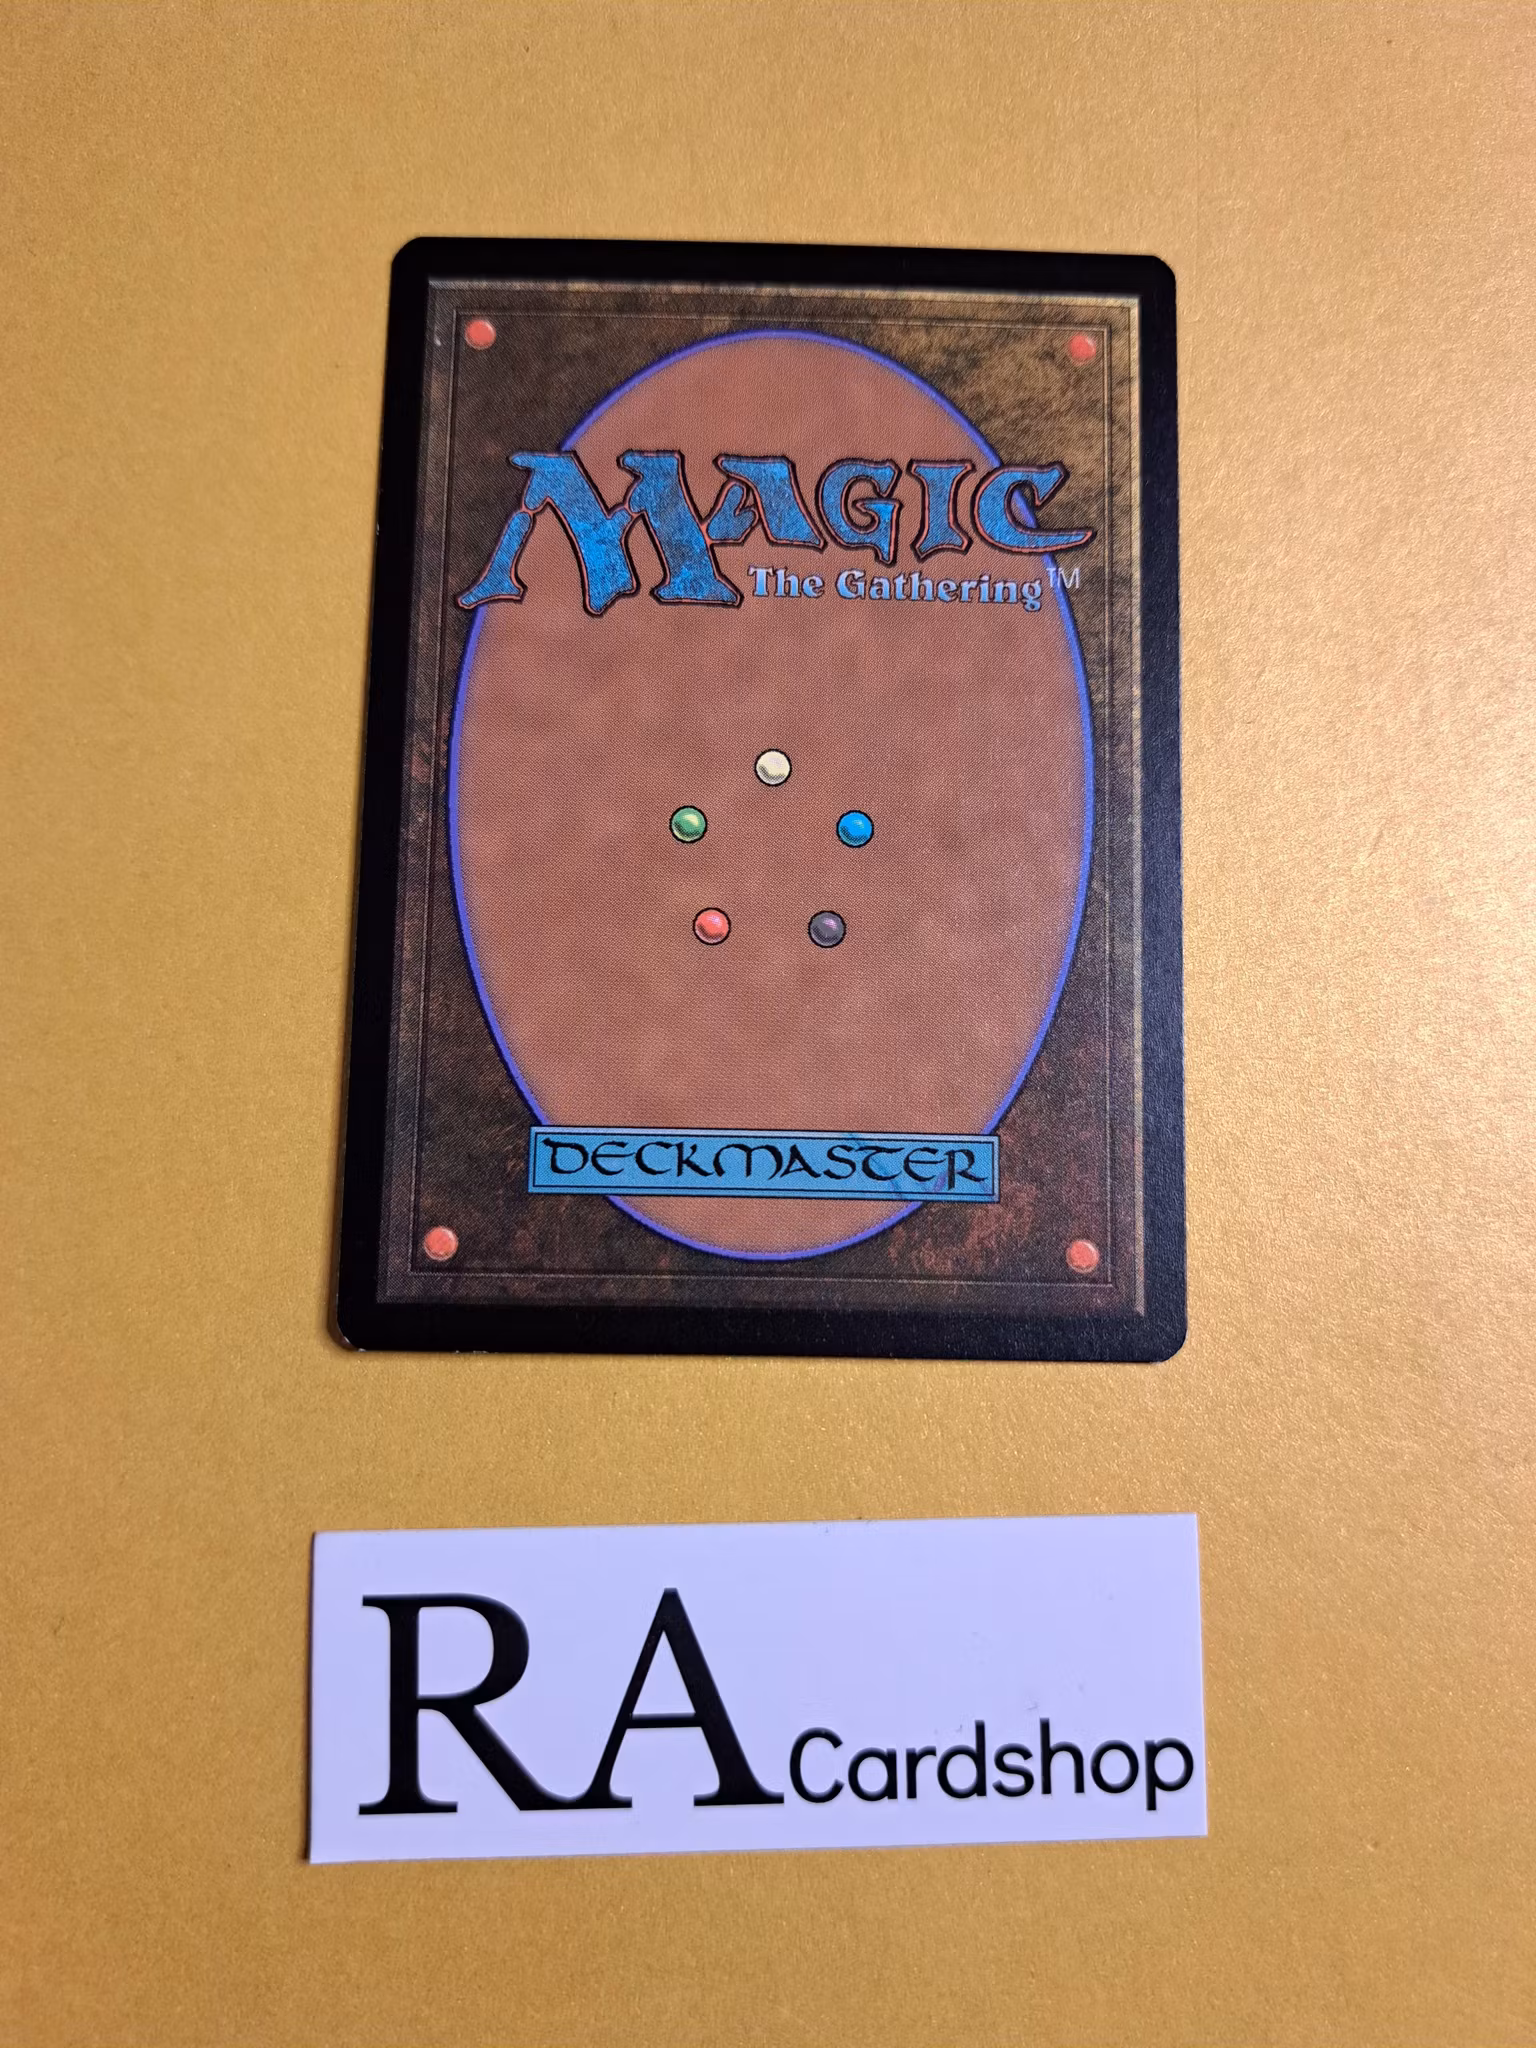 MAGIC
The Gathering™
DECKMASTER
RA Cardshop